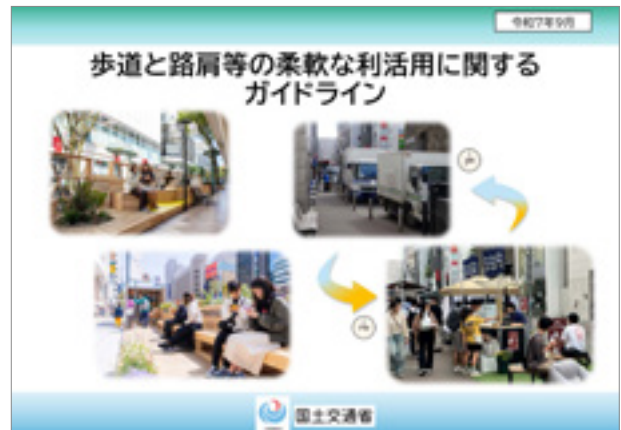 令和7年9月
歩道と路肩等の柔軟な利活用に関する
ガイドライン
国土交通省